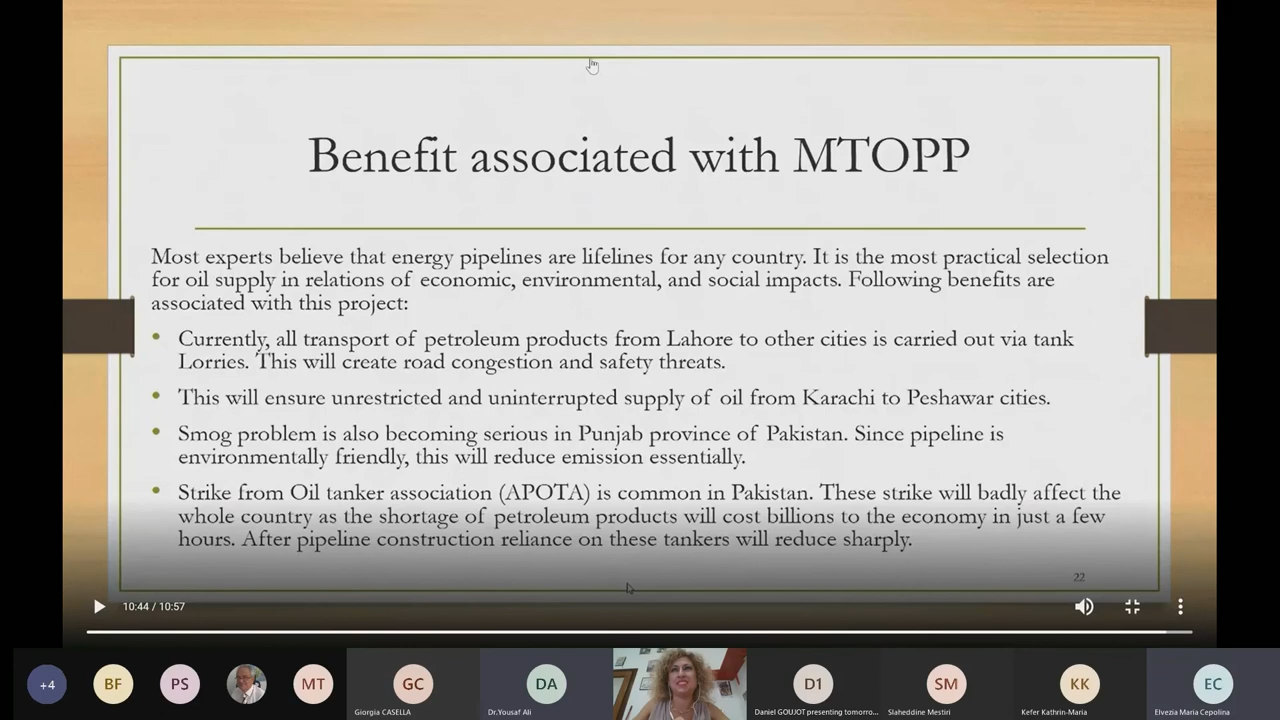 Benefit associated with MTOPP
Most experts believe that energy pipelines are lifelines for any country. It is the most practical selection
for oil supply in relations of economic, environmental, and social impacts. Following benefits are
associated with this project:
• Currently, all transport of petroleum products from Lahore to other cities is carried out via tank
Lorries. This will create road congestion and safety threats.
• This will ensure unrestricted and uninterrupted supply of oil from Karachi to Peshawar cities.
• Smog problem is also becoming serious in Punjab province of Pakistan. Since pipeline is
environmentally friendly, this will reduce emission essentially.
• Strike from Oil tanker association (APOTA) is common in Pakistan. These strike will badly affect the
whole country as the shortage of petroleum products will cost billions to the economy in just a few
hours. After pipeline construction reliance on these tankers will reduce sharply.
22
10:44 / 10:57
+4
BF
PS
MT
GC
DA
D1
SM
KK
EC
Giorgia CASELLA
Dr.Yousaf Ali
Daniel GOUJOT presenting tomorro...
Slaheddine Mestiri
Kefer Kathrin-Maria
Elvezia Maria Cepolina